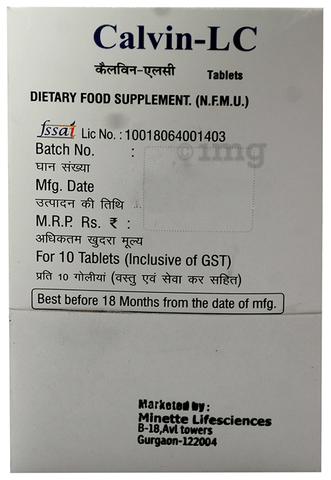 Calvin-LC
कैलविन-एलसी Tablets
DIETARY FOOD SUPPLEMENT. (N.F.M.U.)
fssai Lic No. : 10018064001403
Batch No. :
घान संख्या
Mfg. Date
उत्पादन की तिथि
M.R.P. Rs. ₹ :
अधिकतम खुदरा मूल्य
For 10 Tablets (Inclusive of GST)
प्रति 10 गोलीयां (वस्तु एवं सेवा कर सहित)
Best before 18 Months from the date of mfg.
Marketed by :
Minette Lifesciences
B-18,Avl towers
Gurgaon-122004
1mg